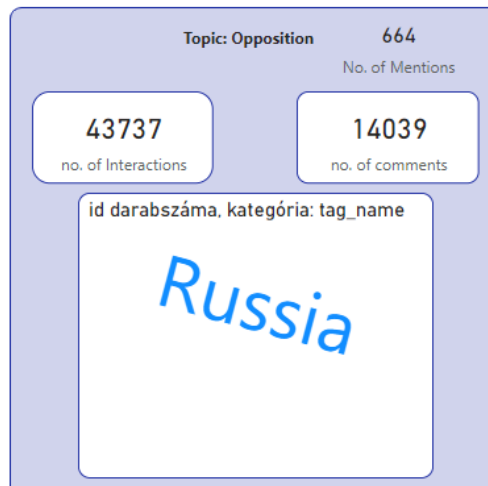 Topic: Opposition
664
No. of Mentions
43737
no. of Interactions
14039
no. of comments
id darabszáma, kategória: tag_name
Russia